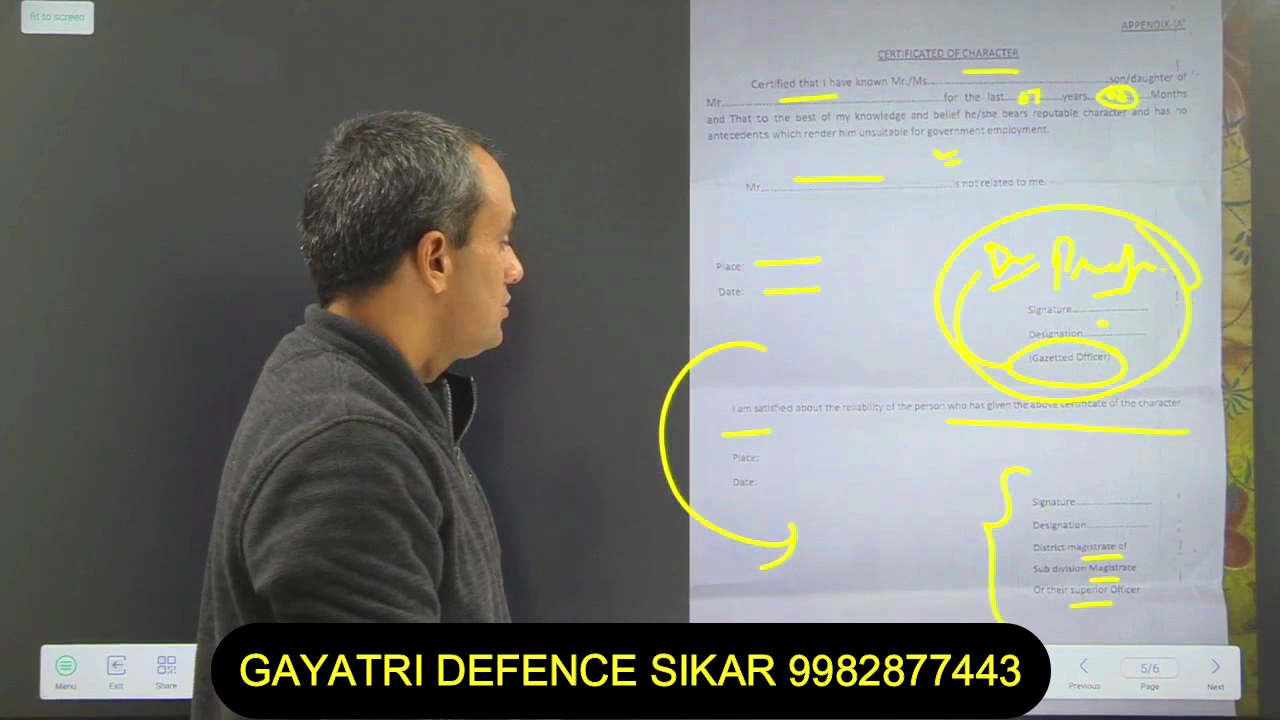 fit to screen
APPENDIX-'A'
CERTIFICATED OF CHARACTER
Certified that I have known Mr./Ms.......................................................son/daughter of
Mr.......................................................for the last.... 07 ....years.............Months
and That to the best of my knowledge and belief he/she bears reputable character and has no
antecedents which render him unsuitable for government employment.
Mr................................................is not related to me.
Place:
Date:
Signature......................
Designation..................
(Gazetted Officer)
I am satisfied about the reliability of the person who has given the above certificate of the character.
Place:
Date:
Signature......................
Designation..................
District magistrate of
Sub division Magistrate
Or their superior Officer
Menu
Exit
Share
GAYATRI DEFENCE SIKAR 9982877443
Previous
5/6
Page
Next